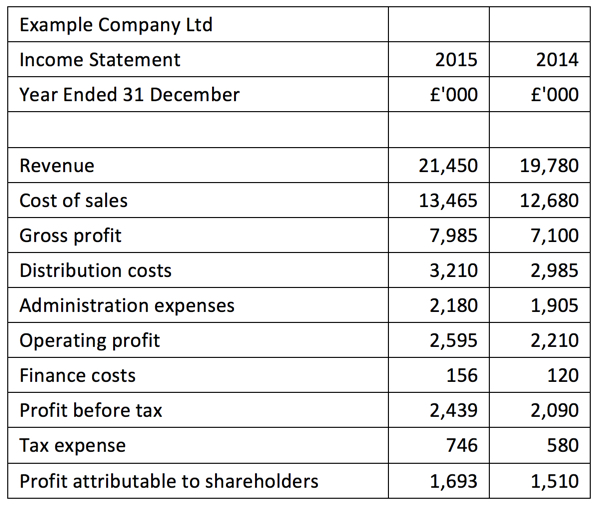 Example Company Ltd
Income Statement 2015 2014
Year Ended 31 December £'000 £'000
Revenue 21,450 19,780
Cost of sales 13,465 12,680
Gross profit 7,985 7,100
Distribution costs 3,210 2,985
Administration expenses 2,180 1,905
Operating profit 2,595 2,210
Finance costs 156 120
Profit before tax 2,439 2,090
Tax expense 746 580
Profit attributable to shareholders 1,693 1,510